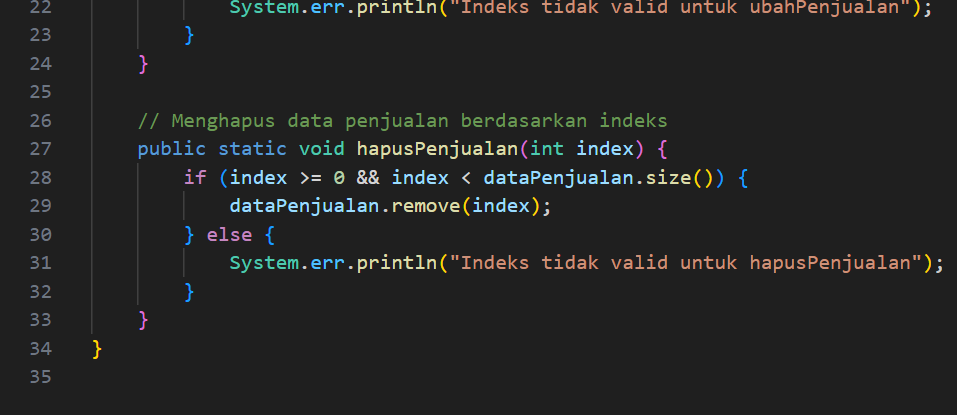 22 System.err.println("Indeks tidak valid untuk ubahPenjualan");
23 }
24 }
25
26 // Menghapus data penjualan berdasarkan indeks
27 public static void hapusPenjualan(int index) {
28 if (index >= 0 && index < dataPenjualan.size()) {
29 dataPenjualan.remove(index);
30 } else {
31 System.err.println("Indeks tidak valid untuk hapusPenjualan");
32 }
33 }
34 }
35